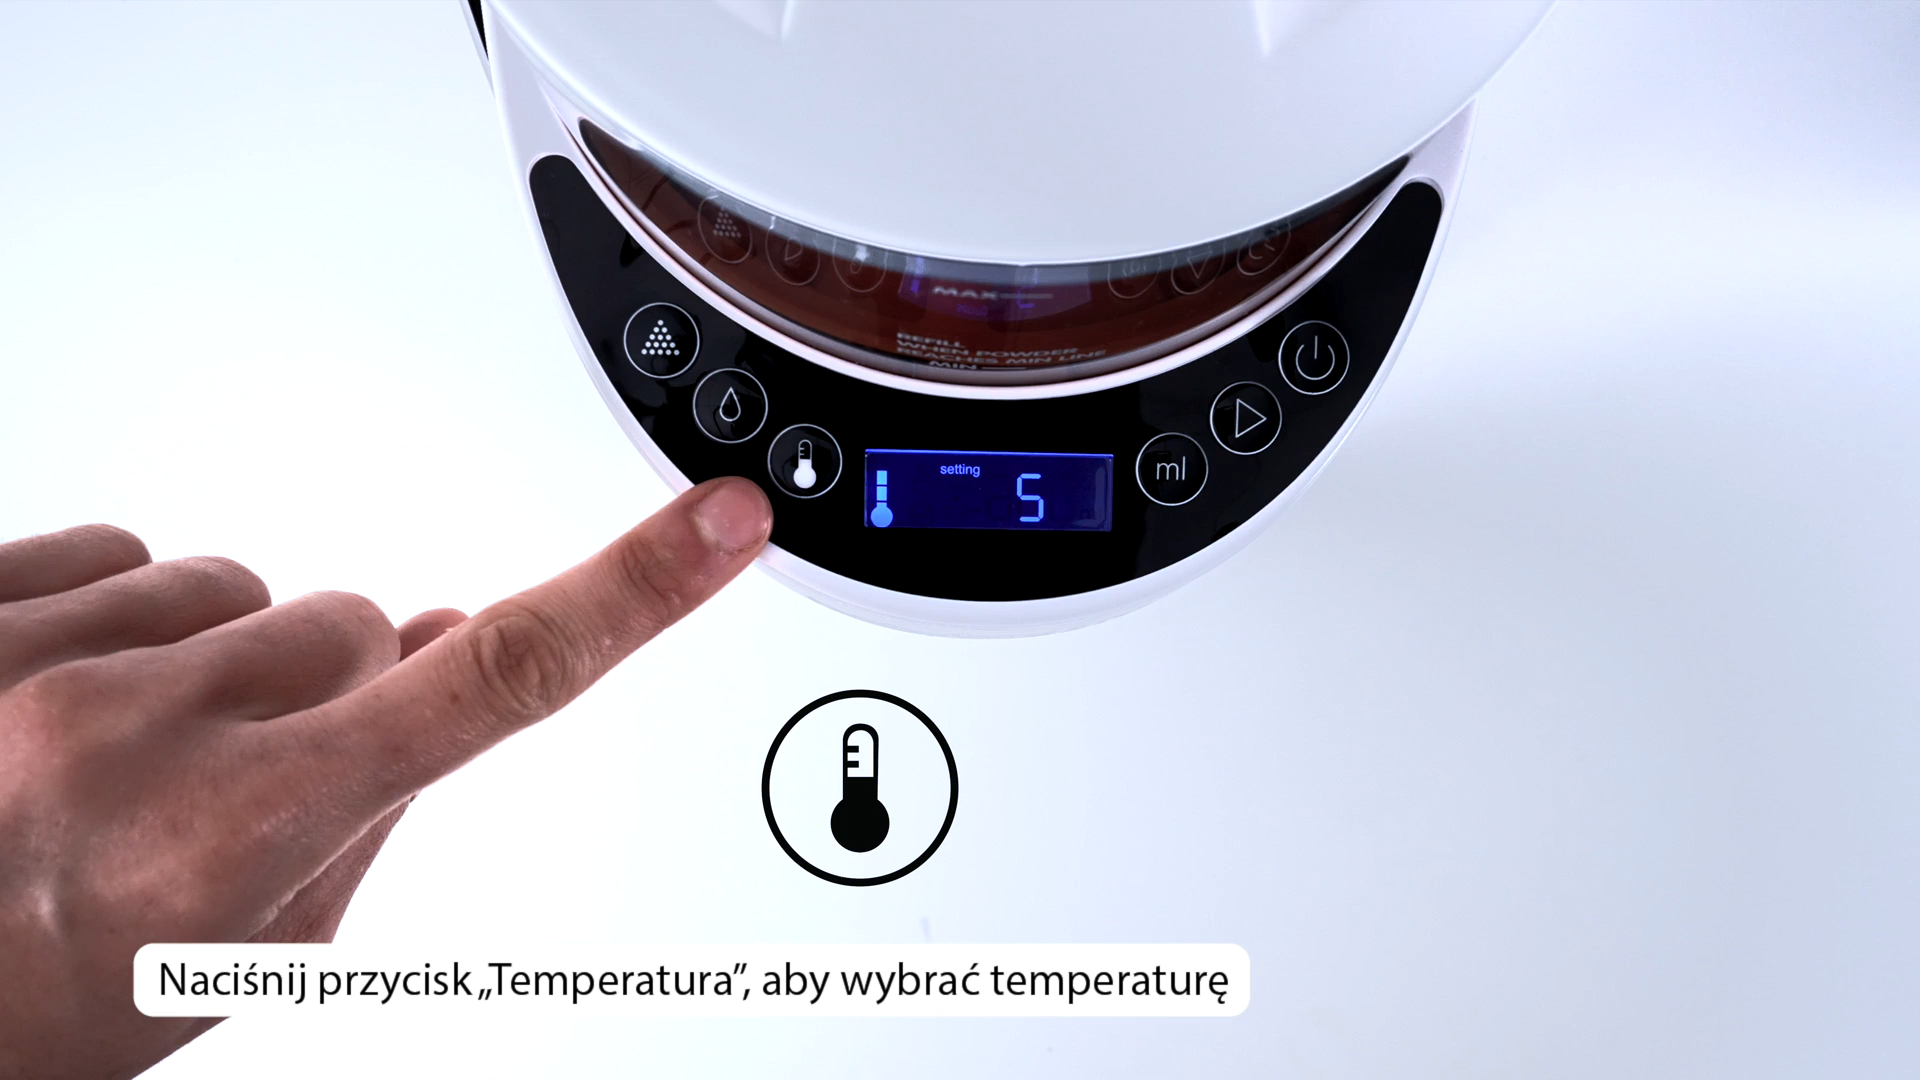 MAX
REFILL
WHEN POWDER
REACHES MIN LINE
MIN
setting
5
ml
Naciśnij przycisk „Temperatura”, aby wybrać temperaturę